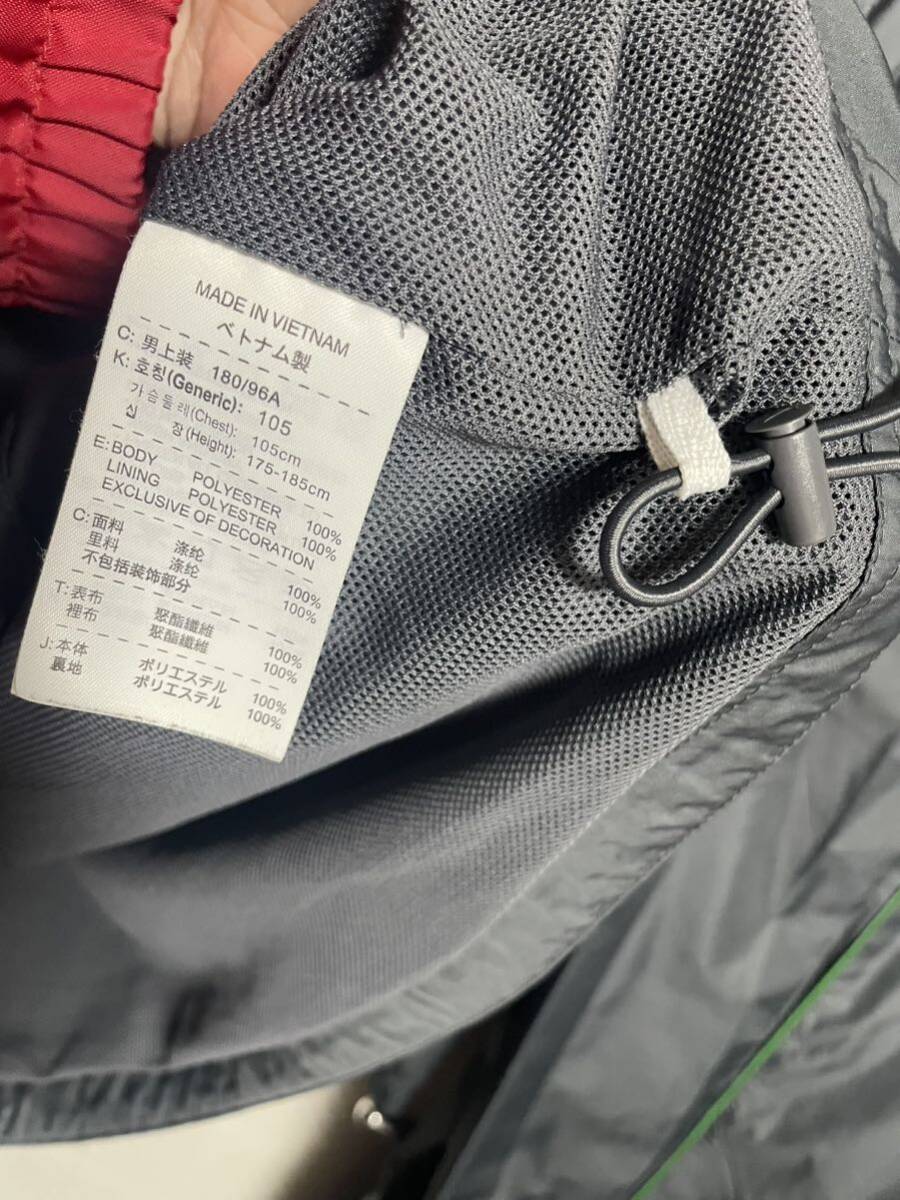 MADE IN VIETNAM
ベトナム製
C: 男上装 180/96A
K: 호칭(Generic): 105
가슴둘레(Chest): 105cm
신 장(Height): 175-185cm
E: BODY POLYESTER 100%
LINING POLYESTER 100%
EXCLUSIVE OF DECORATION
C: 面料 涤纶 100%
里料 涤纶 100%
不包括装饰部分
T: 表布 聚酯纖維 100%
裡布 聚酯纖維 100%
J: 本体 ポリエステル 100%
裏地 ポリエステル 100%